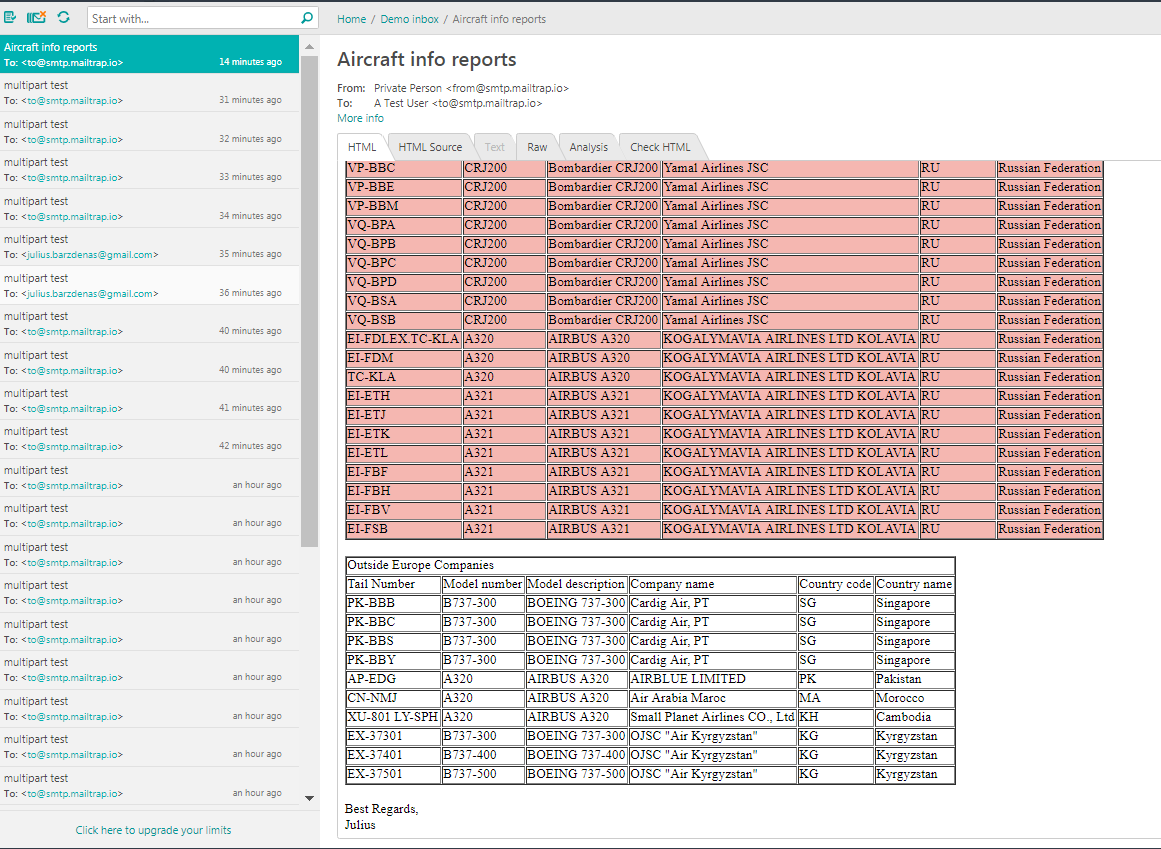 Start with...
Home / Demo inbox / Aircraft info reports
Aircraft info reports
To: <to@smtp.mailtrap.io> 14 minutes ago
multipart test
To: <to@smtp.mailtrap.io> 31 minutes ago
multipart test
To: <to@smtp.mailtrap.io> 32 minutes ago
multipart test
To: <to@smtp.mailtrap.io> 33 minutes ago
multipart test
To: <to@smtp.mailtrap.io> 34 minutes ago
multipart test
To: <julius.barzdenas@gmail.com> 35 minutes ago
multipart test
To: <julius.barzdenas@gmail.com> 36 minutes ago
multipart test
To: <to@smtp.mailtrap.io> 40 minutes ago
multipart test
To: <to@smtp.mailtrap.io> 40 minutes ago
multipart test
To: <to@smtp.mailtrap.io> 41 minutes ago
multipart test
To: <to@smtp.mailtrap.io> 42 minutes ago
multipart test
To: <to@smtp.mailtrap.io> an hour ago
multipart test
To: <to@smtp.mailtrap.io> an hour ago
multipart test
To: <to@smtp.mailtrap.io> an hour ago
multipart test
To: <to@smtp.mailtrap.io> an hour ago
multipart test
To: <to@smtp.mailtrap.io> an hour ago
multipart test
To: <to@smtp.mailtrap.io> an hour ago
multipart test
To: <to@smtp.mailtrap.io> an hour ago
multipart test
To: <to@smtp.mailtrap.io> an hour ago
multipart test
To: <to@smtp.mailtrap.io> an hour ago
Click here to upgrade your limits
Aircraft info reports
From: Private Person <from@smtp.mailtrap.io>
To: A Test User <to@smtp.mailtrap.io>
More info
HTML HTML Source Text Raw Analysis Check HTML
VP-BBC CRJ200 Bombardier CRJ200 Yamal Airlines JSC RU Russian Federation
VP-BBE CRJ200 Bombardier CRJ200 Yamal Airlines JSC RU Russian Federation
VP-BBM CRJ200 Bombardier CRJ200 Yamal Airlines JSC RU Russian Federation
VQ-BPA CRJ200 Bombardier CRJ200 Yamal Airlines JSC RU Russian Federation
VQ-BPB CRJ200 Bombardier CRJ200 Yamal Airlines JSC RU Russian Federation
VQ-BPC CRJ200 Bombardier CRJ200 Yamal Airlines JSC RU Russian Federation
VQ-BPD CRJ200 Bombardier CRJ200 Yamal Airlines JSC RU Russian Federation
VQ-BSA CRJ200 Bombardier CRJ200 Yamal Airlines JSC RU Russian Federation
VQ-BSB CRJ200 Bombardier CRJ200 Yamal Airlines JSC RU Russian Federation
EI-FDLEX.TC-KLA A320 AIRBUS A320 KOGALYMAVIA AIRLINES LTD KOLAVIA RU Russian Federation
EI-FDM A320 AIRBUS A320 KOGALYMAVIA AIRLINES LTD KOLAVIA RU Russian Federation
TC-KLA A320 AIRBUS A320 KOGALYMAVIA AIRLINES LTD KOLAVIA RU Russian Federation
EI-ETH A321 AIRBUS A321 KOGALYMAVIA AIRLINES LTD KOLAVIA RU Russian Federation
EI-ETJ A321 AIRBUS A321 KOGALYMAVIA AIRLINES LTD KOLAVIA RU Russian Federation
EI-ETK A321 AIRBUS A321 KOGALYMAVIA AIRLINES LTD KOLAVIA RU Russian Federation
EI-ETL A321 AIRBUS A321 KOGALYMAVIA AIRLINES LTD KOLAVIA RU Russian Federation
EI-FBF A321 AIRBUS A321 KOGALYMAVIA AIRLINES LTD KOLAVIA RU Russian Federation
EI-FBH A321 AIRBUS A321 KOGALYMAVIA AIRLINES LTD KOLAVIA RU Russian Federation
EI-FBV A321 AIRBUS A321 KOGALYMAVIA AIRLINES LTD KOLAVIA RU Russian Federation
EI-FSB A321 AIRBUS A321 KOGALYMAVIA AIRLINES LTD KOLAVIA RU Russian Federation
Outside Europe Companies
Tail Number Model number Model description Company name Country code Country name
PK-BBB B737-300 BOEING 737-300 Cardig Air, PT SG Singapore
PK-BBC B737-300 BOEING 737-300 Cardig Air, PT SG Singapore
PK-BBS B737-300 BOEING 737-300 Cardig Air, PT SG Singapore
PK-BBY B737-300 BOEING 737-300 Cardig Air, PT SG Singapore
AP-EDG A320 AIRBUS A320 AIRBLUE LIMITED PK Pakistan
CN-NMJ A320 AIRBUS A320 Air Arabia Maroc MA Morocco
XU-801 LY-SPH A320 AIRBUS A320 Small Planet Airlines CO., Ltd KH Cambodia
EX-37301 B737-300 BOEING 737-300 OJSC "Air Kyrgyzstan" KG Kyrgyzstan
EX-37401 B737-400 BOEING 737-400 OJSC "Air Kyrgyzstan" KG Kyrgyzstan
EX-37501 B737-500 BOEING 737-500 OJSC "Air Kyrgyzstan" KG Kyrgyzstan
Best Regards,
Julius